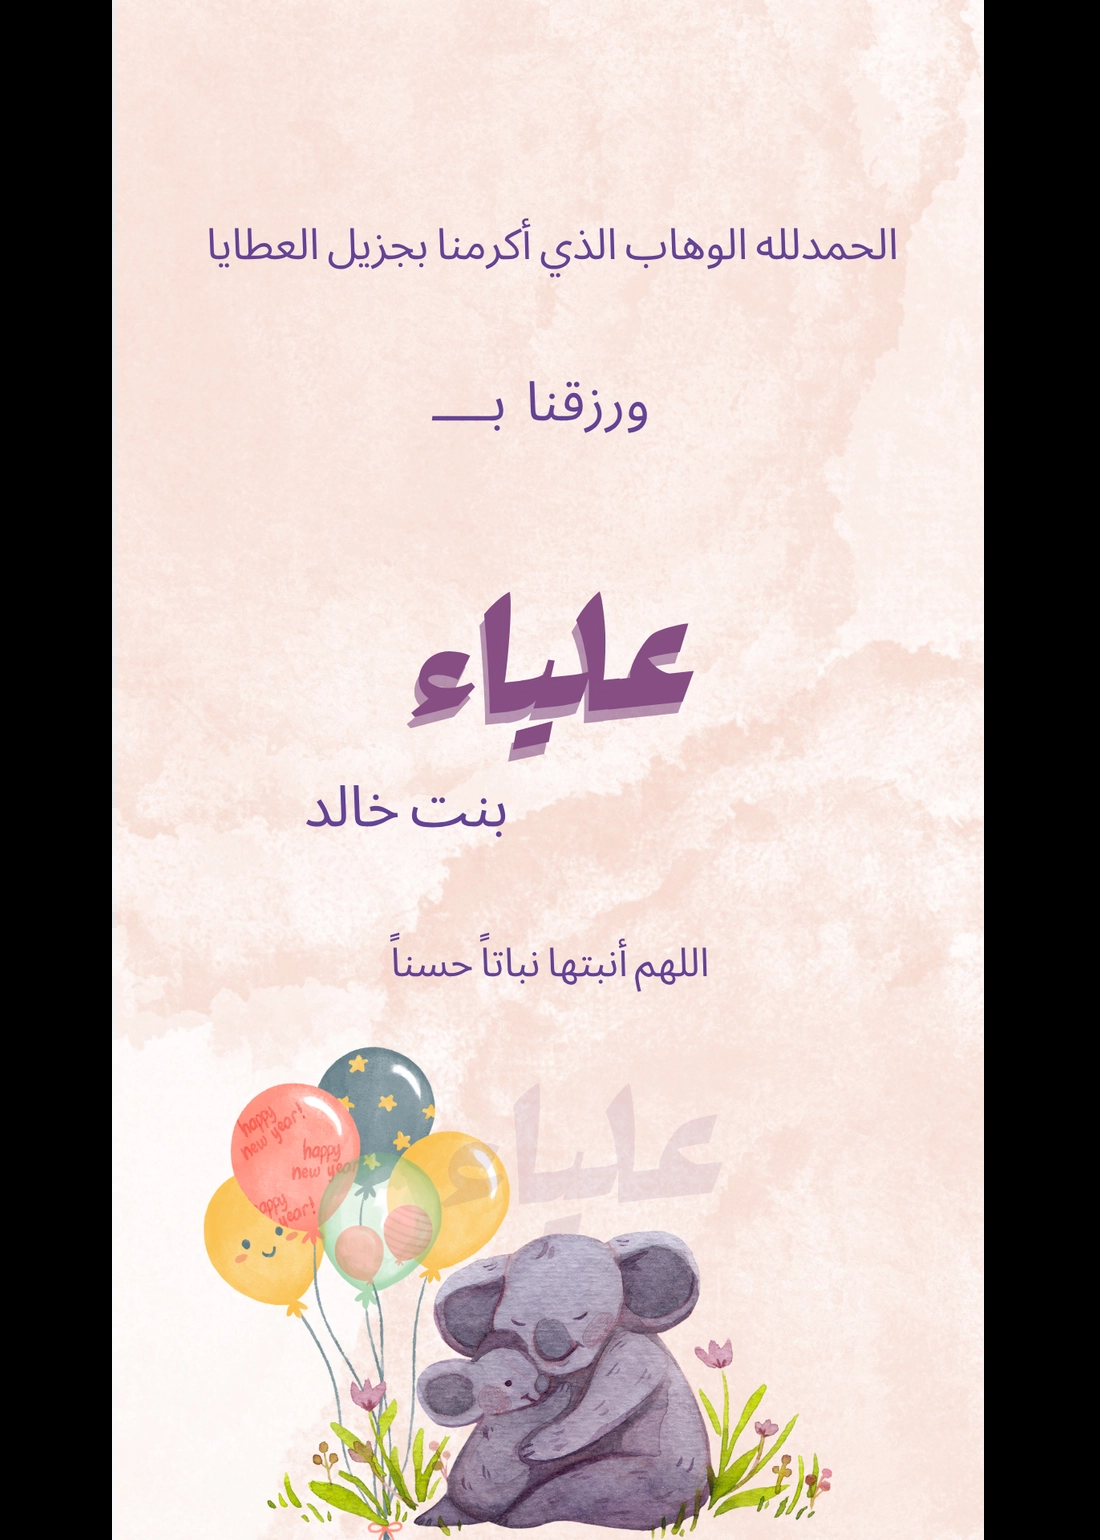 الحمدلله الوهاب الذي أكرمنا بجزيل العطايا
ورزقنا بـــ
علياء
بنت خالد
اللهم أنبتها نباتاً حسناً
علياء
happy
new year!
happy
new year
appy
year!